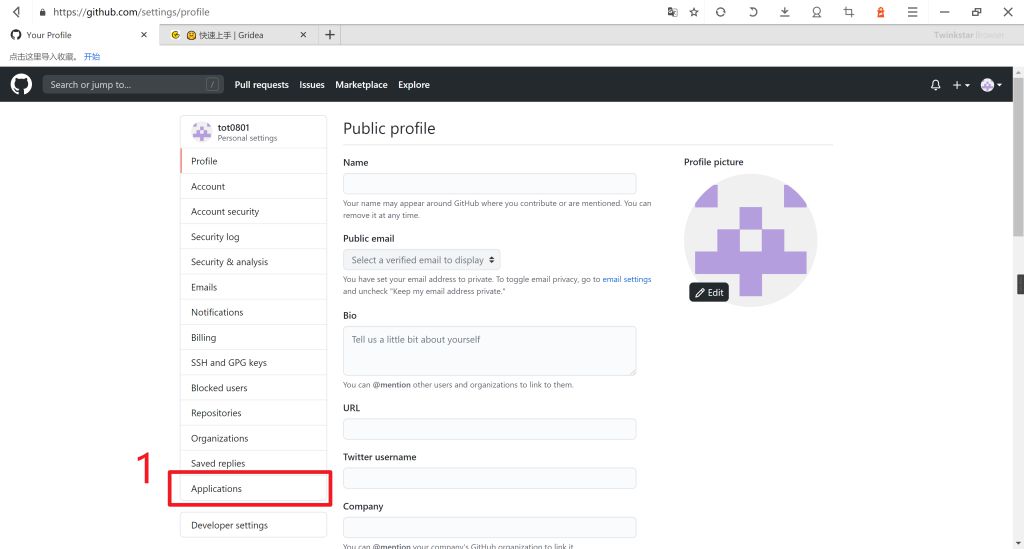 https://github.com/settings/profile
Your Profile
快速上手 | Gridea
Twinkstar Browser
点击这里导入收藏。 开始
Search or jump to...
/
Pull requests
Issues
Marketplace
Explore
tot0801
Personal settings
Profile
Account
Account security
Security log
Security & analysis
Emails
Notifications
Billing
SSH and GPG keys
Blocked users
Repositories
Organizations
Saved replies
1
Applications
Developer settings
Public profile
Name
Your name may appear around GitHub where you contribute or are mentioned. You can
remove it at any time.
Public email
Select a verified email to display
You have set your email address to private. To toggle email privacy, go to email settings
and uncheck "Keep my email address private."
Bio
Tell us a little bit about yourself
You can @mention other users and organizations to link to them.
URL
Twitter username
Company
You can @mention your company's GitHub organization to link it.
Profile picture
Edit